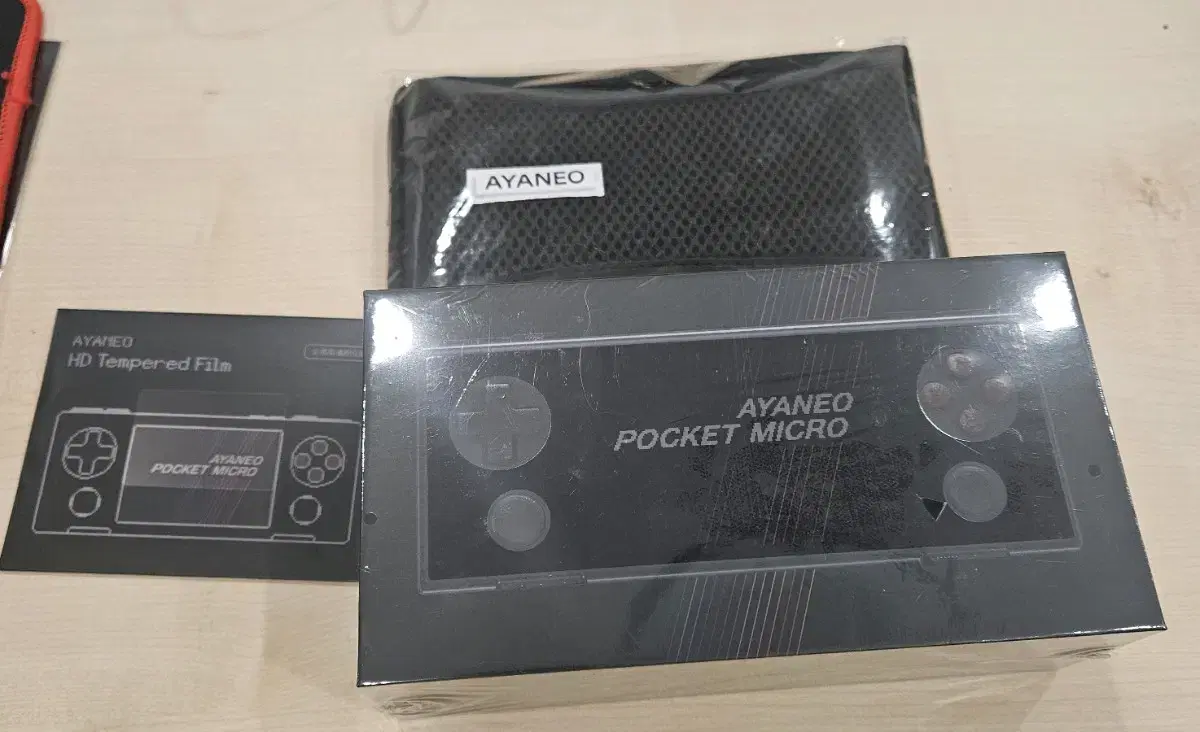 AYANEO
AYANEO
HD Tempered Film
AYANEO
POCKET MICRO
AYANEO
POCKET MICRO